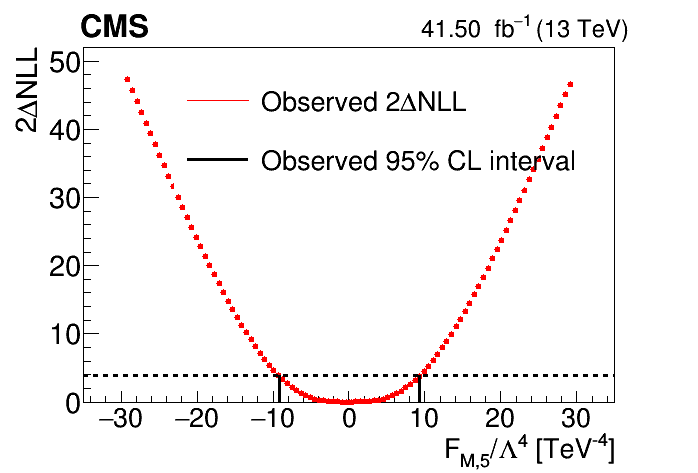 CMS 41.50 fb⁻¹ (13 TeV)
2ΔNLL
50
40
30
20
10
0
Observed 2ΔNLL
Observed 95% CL interval
−30 −20 −10 0 10 20 30
F_M,5/Λ⁴ [TeV⁻⁴]